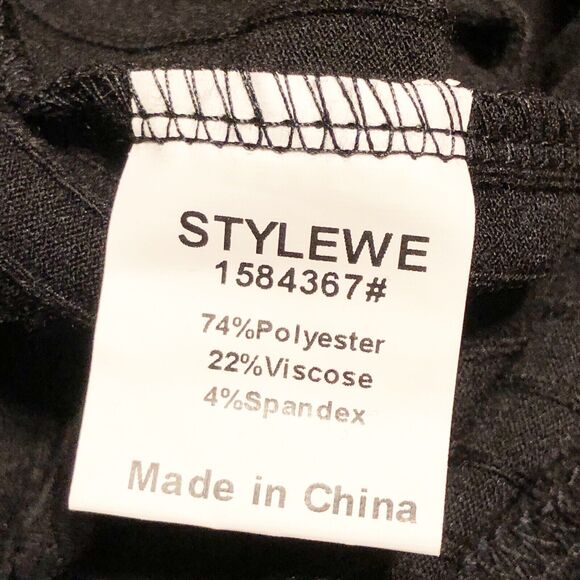 STYLEWE
1584367#
74%Polyester
22%Viscose
4%Spandex
Made in China